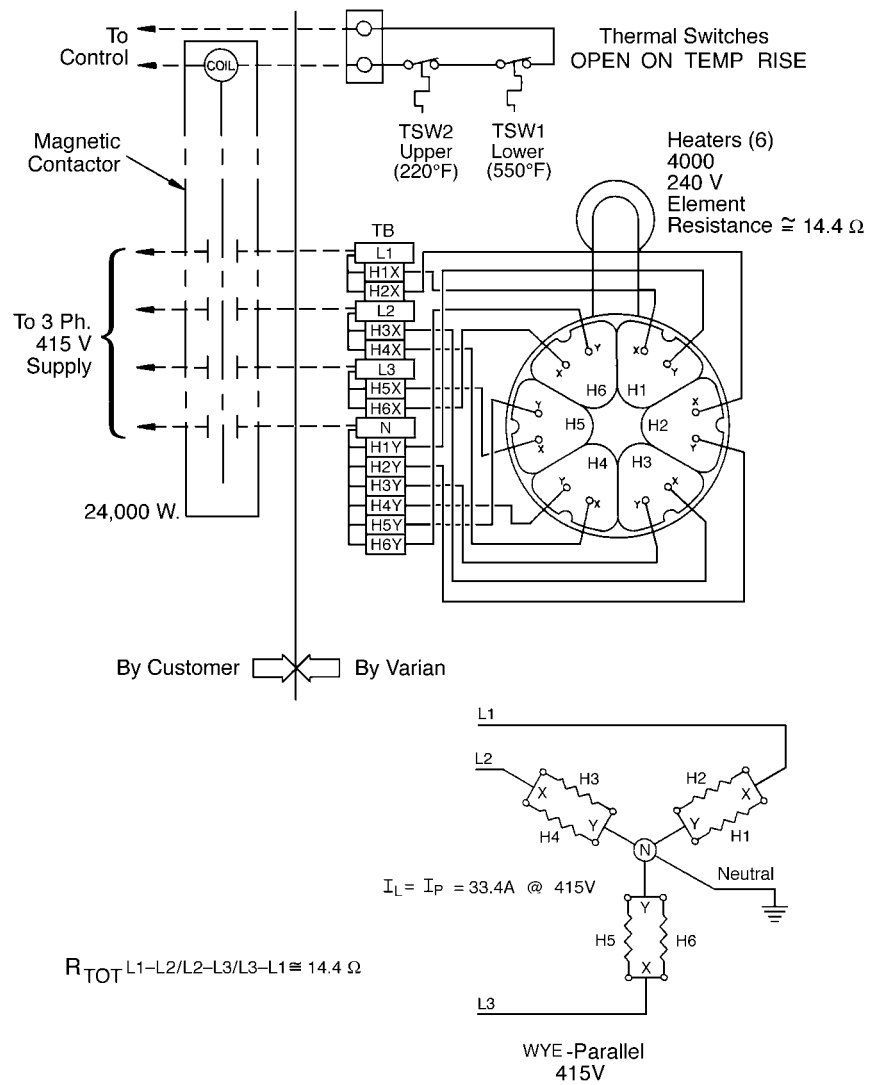 To
Control
COIL
Thermal Switches
OPEN ON TEMP RISE
TSW2
Upper
(220°F)
TSW1
Lower
(550°F)
Magnetic
Contactor
Heaters (6)
4000
240 V
Element
Resistance ≅ 14.4 Ω
TB
L1
H1X
H2X
L2
H3X
H4X
L3
H5X
H6X
N
H1Y
H2Y
H3Y
H4Y
H5Y
H6Y
To 3 Ph.
415 V
Supply
24,000 W.
Y
X
X
Y
H6
H1
Y
X
H5
H2
X
Y
H4
H3
Y
X
Y
X
By Customer
By Varian
L1
L2
H3
X
H4
Y
H2
X
Y
H1
N
Neutral
IL = IP = 33.4A @ 415V
Y
H5
H6
X
RTOT L1–L2/L2–L3/L3–L1 ≅ 14.4 Ω
L3
WYE -Parallel
415V